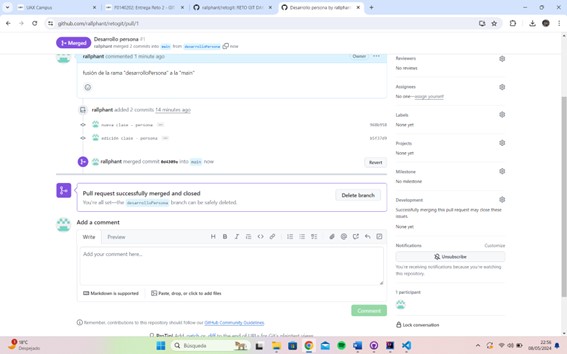 UAX Campus
FP140202: Entrega Reto 2 - GIT
rallphant/retogit: RETO GIT DI
Desarrollo persona by rallphant
github.com/rallphant/retogit/pull/1
Merged
Desarrollo persona #1
rallphant merged 2 commits into main from desarrolloPersona now
rallphant commented 1 minute ago
Owner
fusión de la rama "desarrolloPersona" a la "main"
rallphant added 2 commits 14 minutes ago
nueva clase - persona
edición clase - persona
rallphant merged commit into main now
Revert
Pull request successfully merged and closed
You're all set—the desarrolloPersona branch can be safely deleted.
Delete branch
Add a comment
Write
Preview
Add your comment here...
Markdown is supported
Paste, drop, or click to add files
Comment
Remember, contributions to this repository should follow our GitHub Community Guidelines.
Reviewers
No reviews
Assignees
No one—assign yourself
Labels
None yet
Projects
None yet
Milestone
No milestone
Development
Successfully merging this pull request may close these issues.
None yet
Notifications
Customize
Unsubscribe
You're receiving notifications because you're watching this repository.
1 participant
Lock conversation
18°C
Despejado
Búsqueda
22:56
08/05/2024